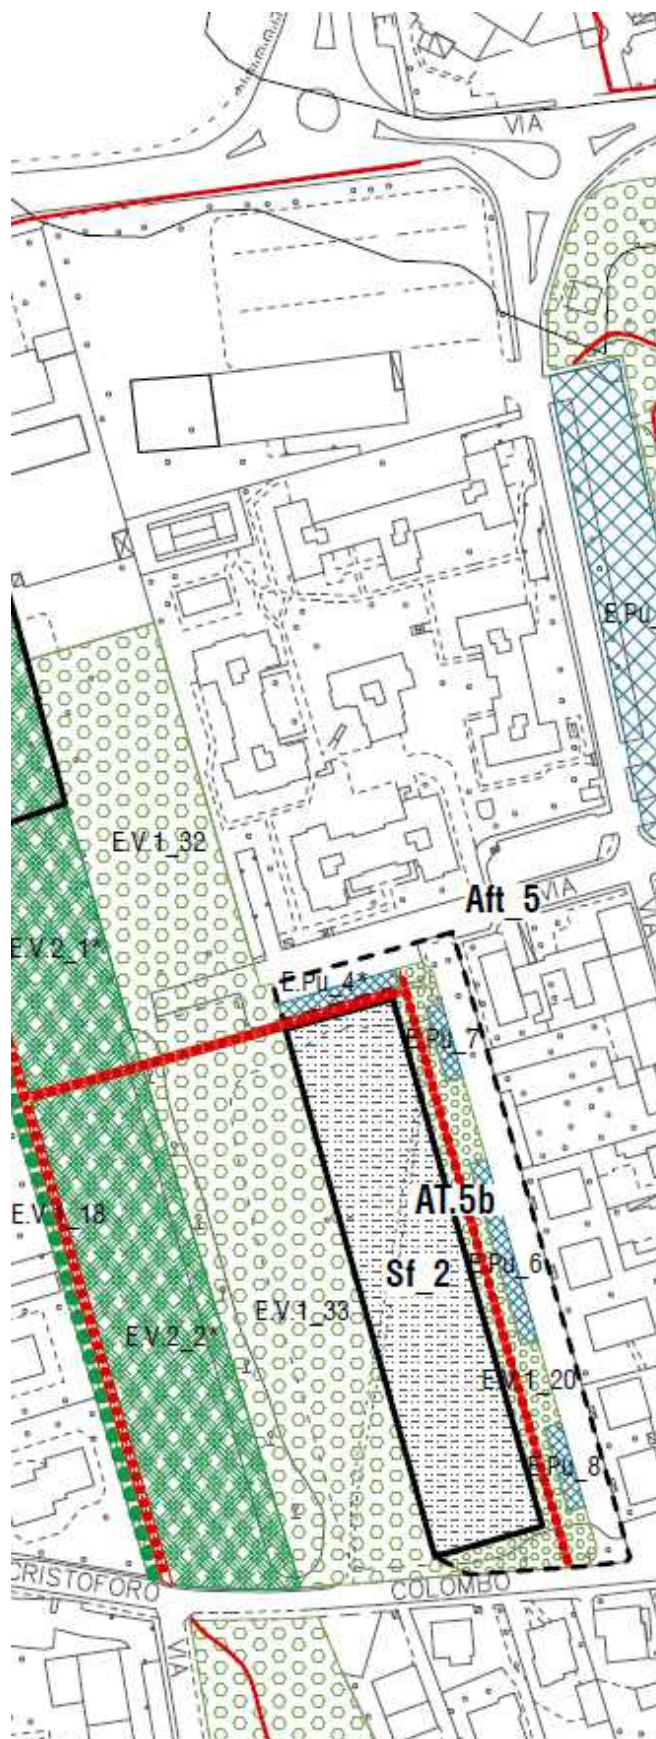 VIA
E.Pu_
E.V.1_32
Aft_5
VIA
VIA
E.V.2_1*
E.Pu_4*
E.Pu_7
E.V.1_18
AT.5b
E.Pu_6
Sf_2
E.V.1_33
E.V.2_2*
E.V.1_20
E.Pu_8
CRISTOFORO
COLOMBO
VIA